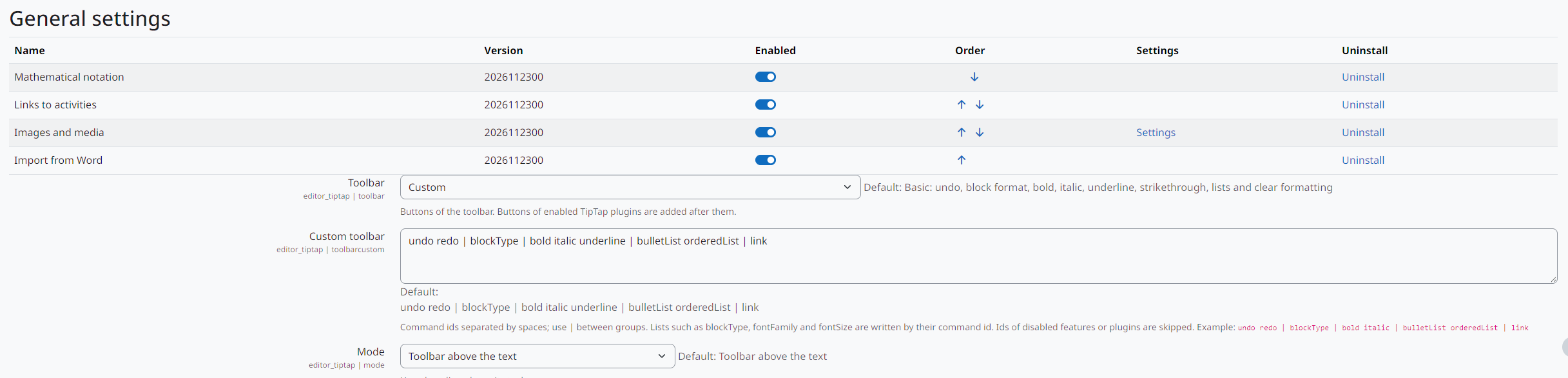 General settings
Name Version Enabled Order Settings Uninstall
Mathematical notation 2026112300 Uninstall
Links to activities 2026112300 Uninstall
Images and media 2026112300 Settings Uninstall
Import from Word 2026112300 Uninstall
Toolbar Custom Default: Basic: undo, block format, bold, italic, underline, strikethrough, lists and clear formatting
editor_tiptap | toolbar
Buttons of the toolbar. Buttons of enabled TipTap plugins are added after them.
Custom toolbar undo redo | blockType | bold italic underline | bulletList orderedList | link
editor_tiptap | toolbarcustom
Default:
undo redo | blockType | bold italic underline | bulletList orderedList | link
Command ids separated by spaces; use | between groups. Lists such as blockType, fontFamily and fontSize are written by their command id. Ids of disabled features or plugins are skipped. Example: undo redo | blockType | bold italic | bulletList orderedList | link
Mode Toolbar above the text Default: Toolbar above the text
editor_tiptap | mode